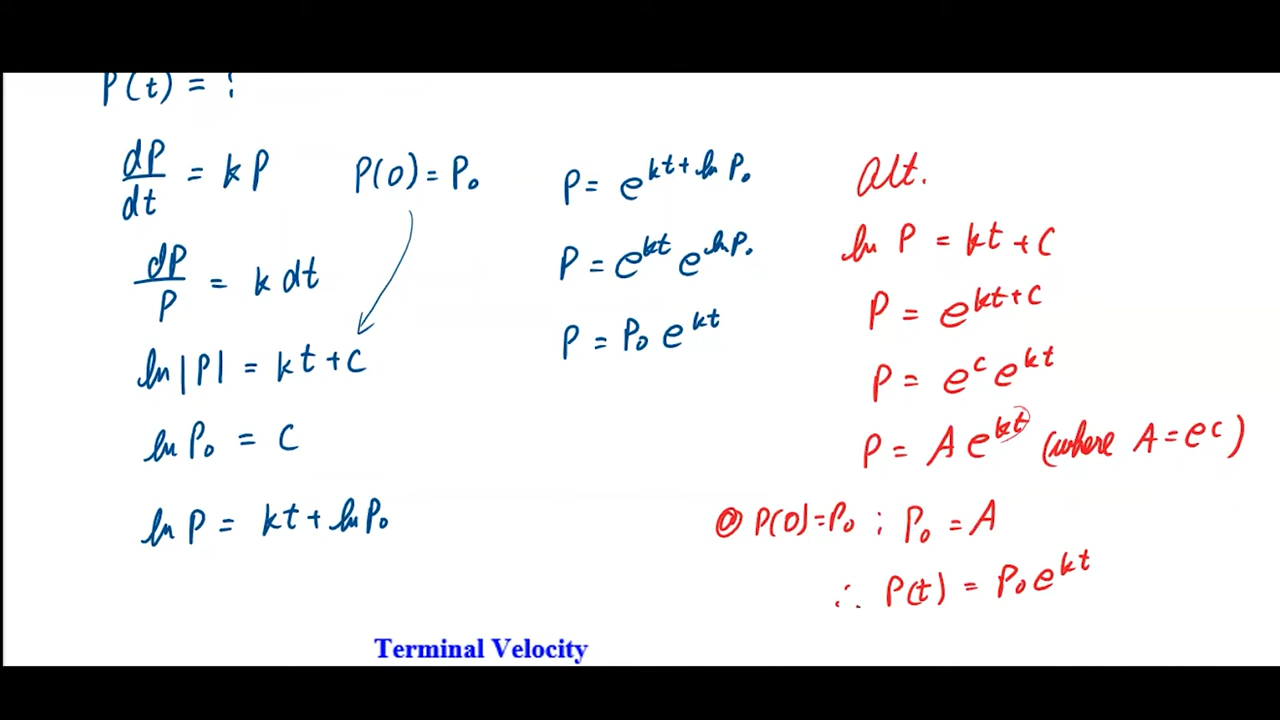 P(t) = ?
dP/dt = kP P(0) = P₀
dP/P = k dt
ln|P| = kt + C
ln P₀ = C
ln P = kt + ln P₀
P = e^(kt + ln P₀)
P = e^(kt) e^(ln P₀)
P = P₀ e^(kt)
Alt.
ln P = kt + C
P = e^(kt+C)
P = e^C e^(kt)
P = A e^(kt) (where A = e^C)
@ P(0) = P₀ : P₀ = A
∴ P(t) = P₀ e^(kt)
Terminal Velocity